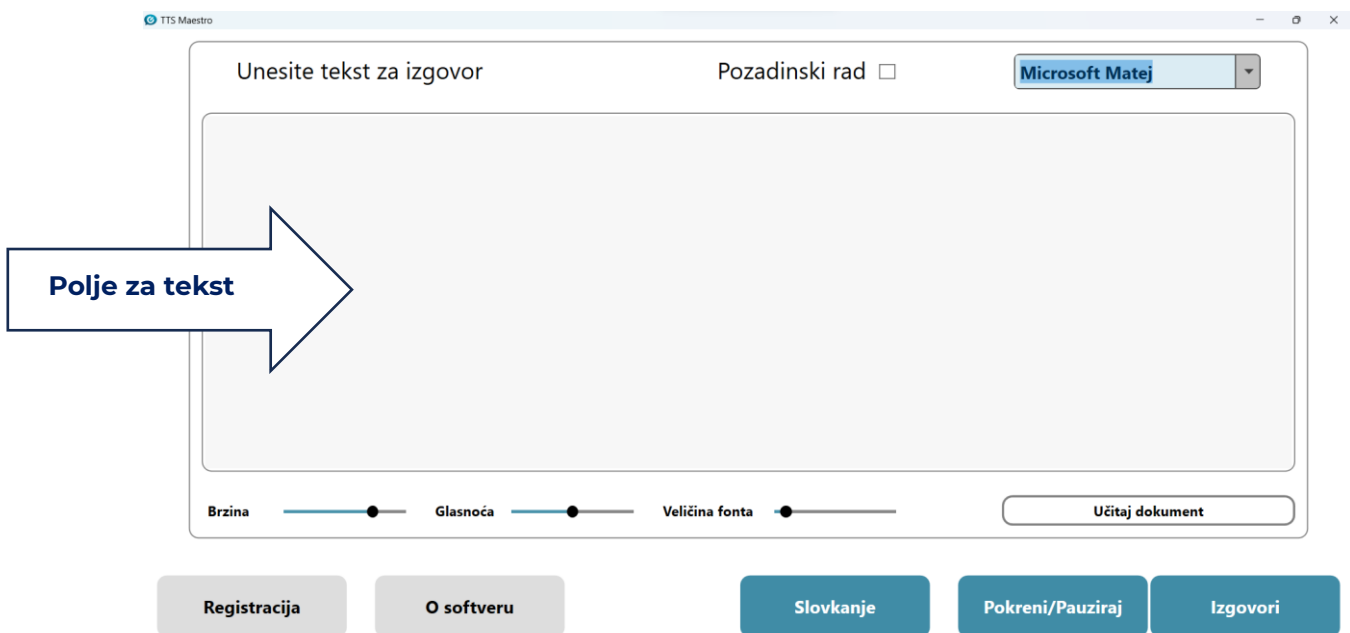 TTS Maestro
Unesite tekst za izgovor
Pozadinski rad
Microsoft Matej
Polje za tekst
Brzina
Glasnoća
Veličina fonta
Učitaj dokument
Registracija
O softveru
Slovkanje
Pokreni/Pauziraj
Izgovori